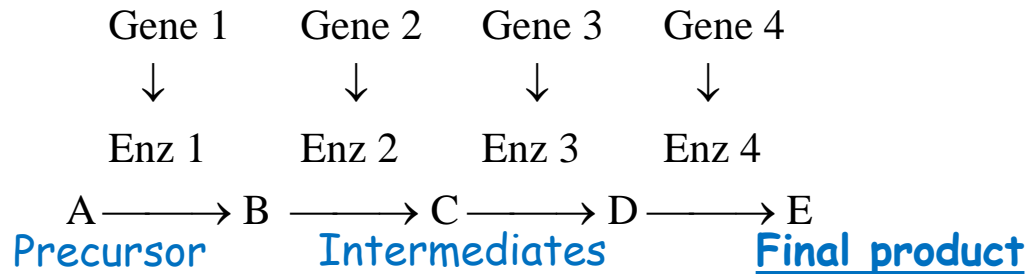 Gene 1 Gene 2 Gene 3 Gene 4
↓ ↓ ↓ ↓
Enz 1 Enz 2 Enz 3 Enz 4
A ⟶ B ⟶ C ⟶ D ⟶ E
Precursor Intermediates Final product